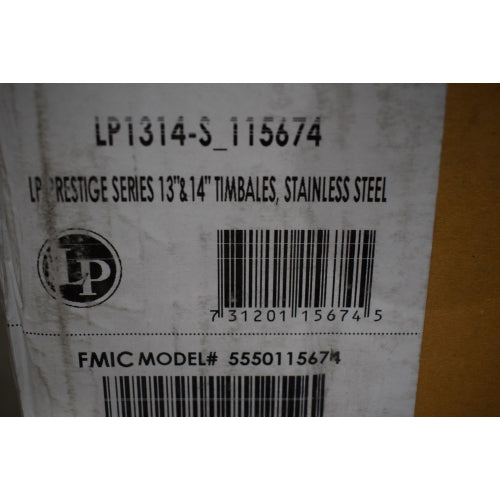 LP1314-S_115674
LP PRESTIGE SERIES 13"&14" TIMBALES, STAINLESS STEEL
LP
7 31201 15674 5
FMIC MODEL# 5550115674